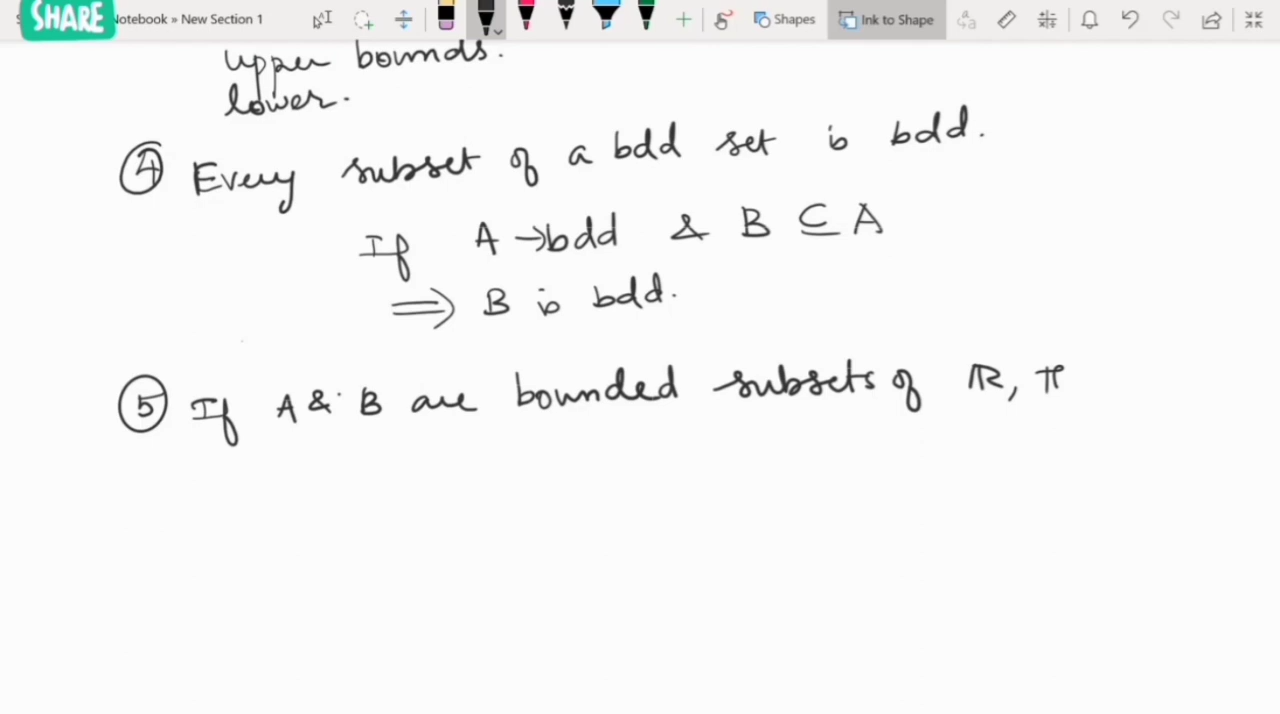 SHARE
Notebook » New Section 1
Shapes
Ink to Shape
upper bounds.
lower.
④ Every subset of a bdd set is bdd.
If A → bdd & B ⊆ A
⟹ B is bdd.
⑤ If A & B are bounded subsets of ℝ,